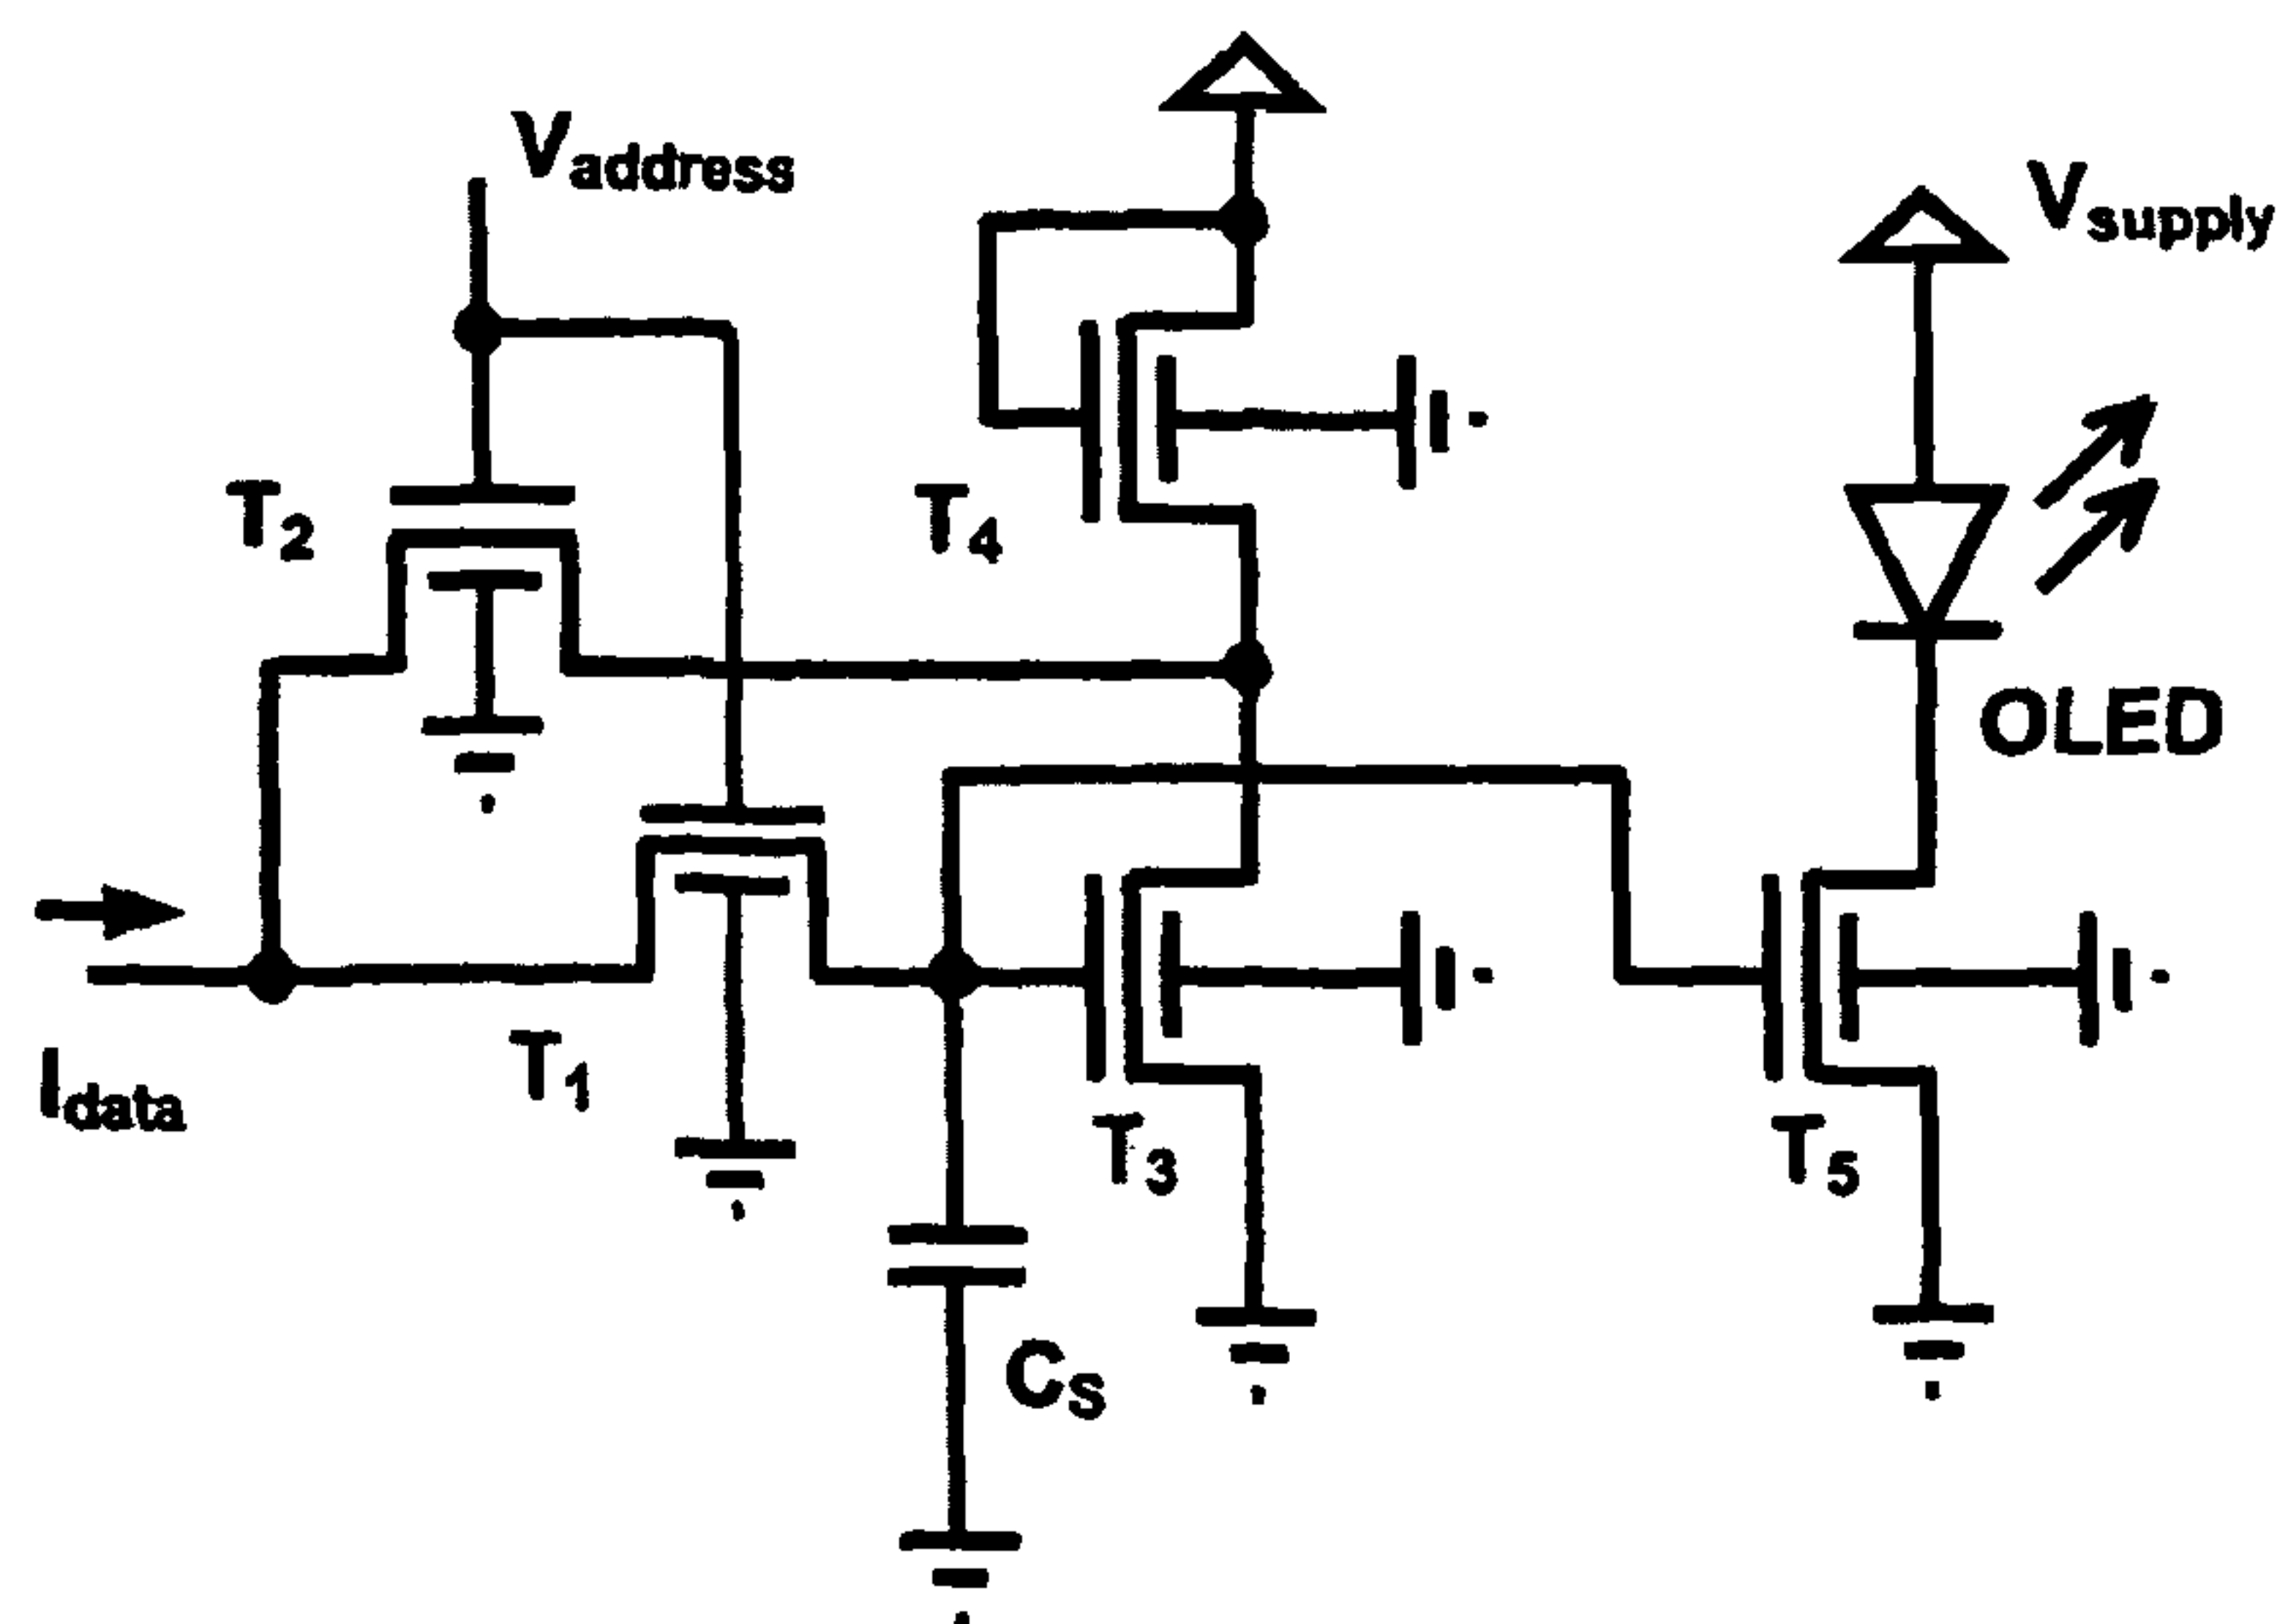 Vaddress
Vsupply
T2
T4
OLED
Idata
T1
T3
T5
Cs